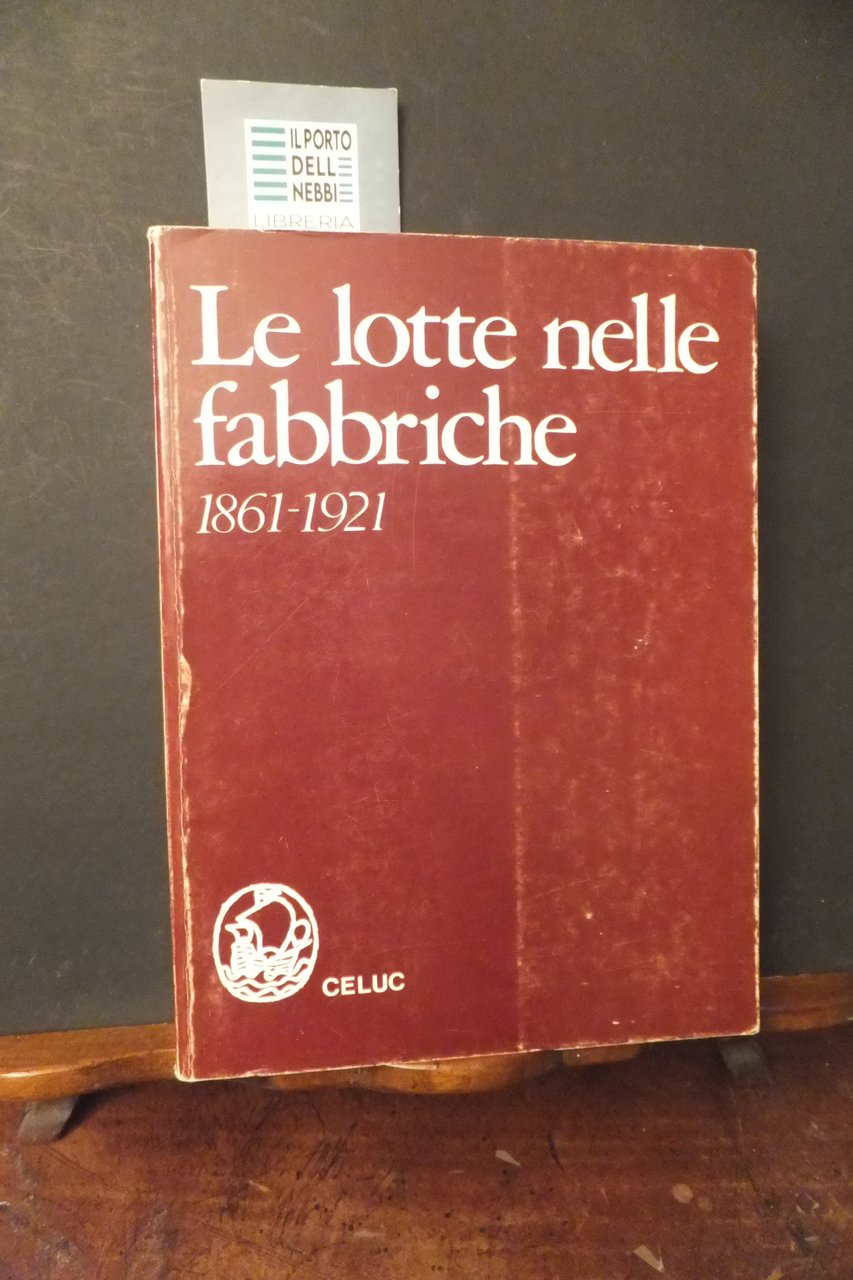 IL PORTO
DELL
NEBBI
LIBRERIA
Le lotte nelle
fabbriche
1861-1921
CELUC